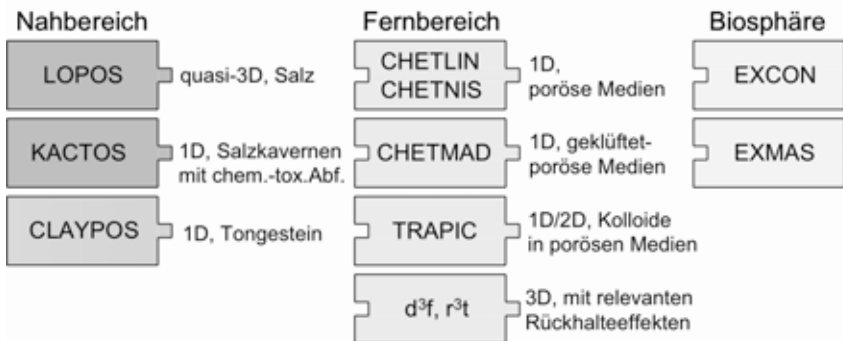 Nahbereich
LOPOS
quasi-3D, Salz
KACTOS
1D, Salzkavernen
mit chem.-tox.Abf.
CLAYPOS
1D, Tongestein
Fernbereich
CHETLIN
CHETNIS
1D,
poröse Medien
CHETMAD
1D, geklüftet-
poröse Medien
TRAPIC
1D/2D, Kolloide
in porösen Medien
d³f, r³t
3D, mit relevanten
Rückhalteeffekten
Biosphäre
EXCON
EXMAS